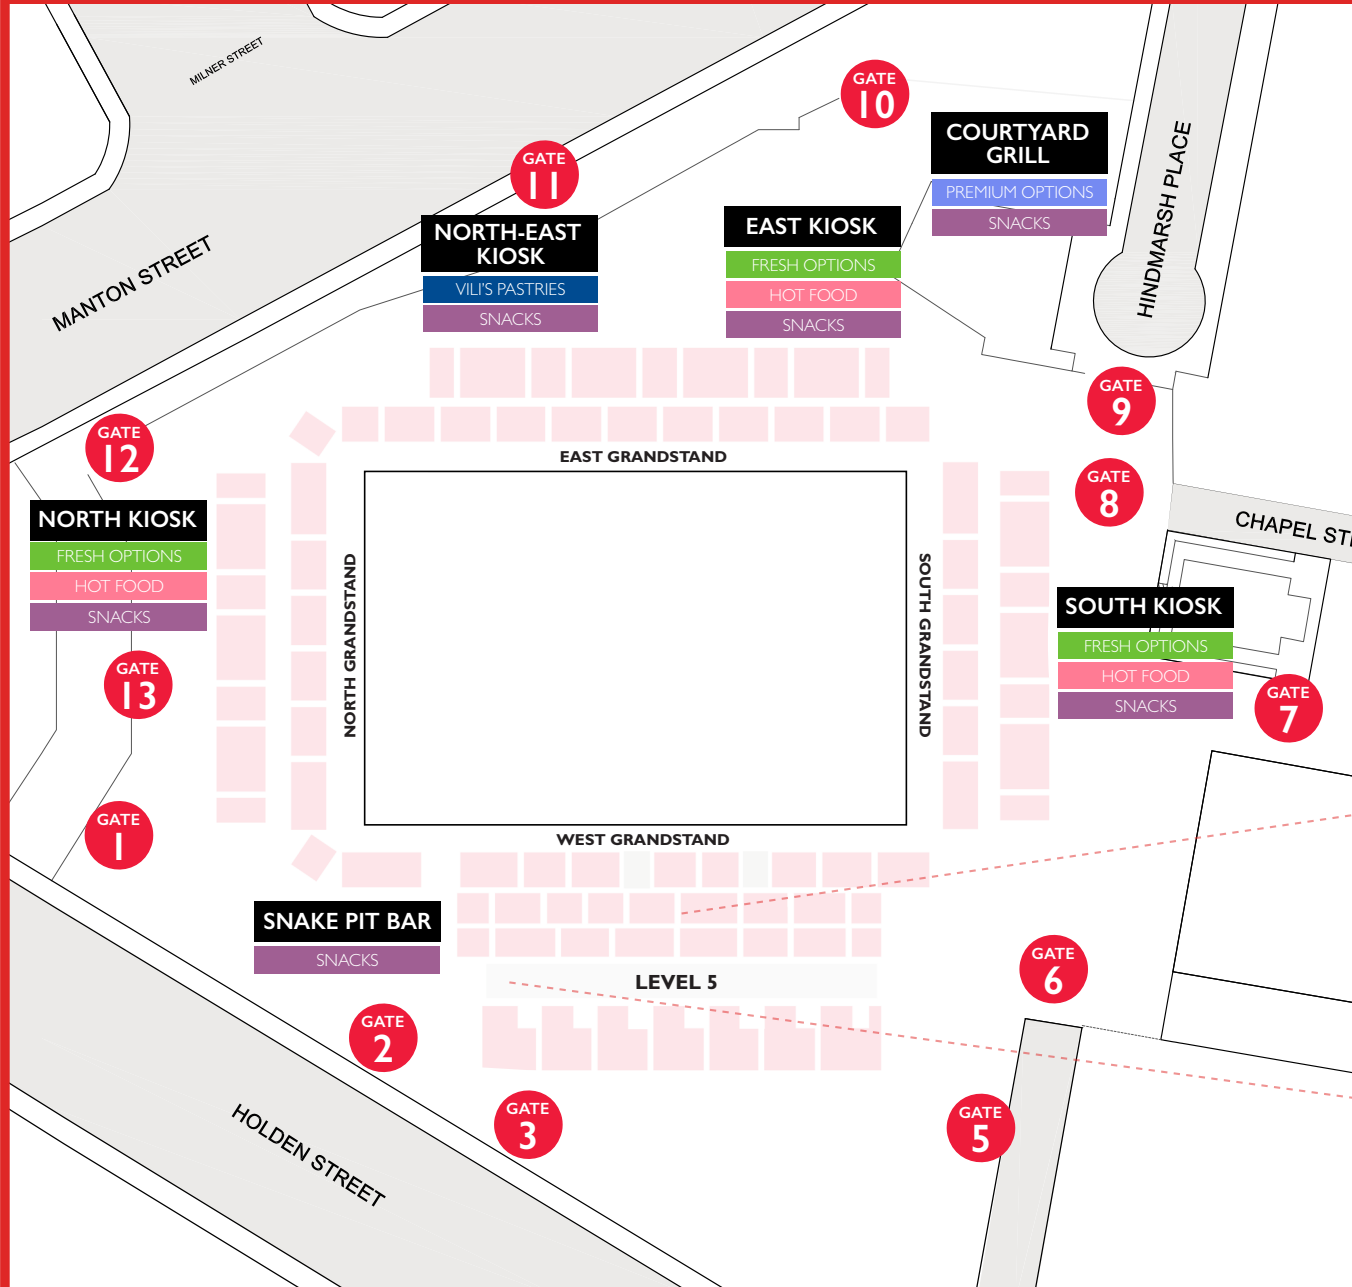 MILNER STREET
GATE
10
COURTYARD
GRILL
PREMIUM OPTIONS
SNACKS
HINDMARSH PLACE
GATE
11
NORTH-EAST
KIOSK
VILI'S PASTRIES
SNACKS
EAST KIOSK
FRESH OPTIONS
HOT FOOD
SNACKS
MANTON STREET
GATE
9
GATE
12
EAST GRANDSTAND
GATE
8
NORTH KIOSK
FRESH OPTIONS
HOT FOOD
SNACKS
CHAPEL ST
NORTH GRANDSTAND
SOUTH GRANDSTAND
SOUTH KIOSK
FRESH OPTIONS
HOT FOOD
SNACKS
GATE
13
GATE
7
GATE
1
WEST GRANDSTAND
SNAKE PIT BAR
SNACKS
LEVEL 5
GATE
6
GATE
2
GATE
3
GATE
5
HOLDEN STREET